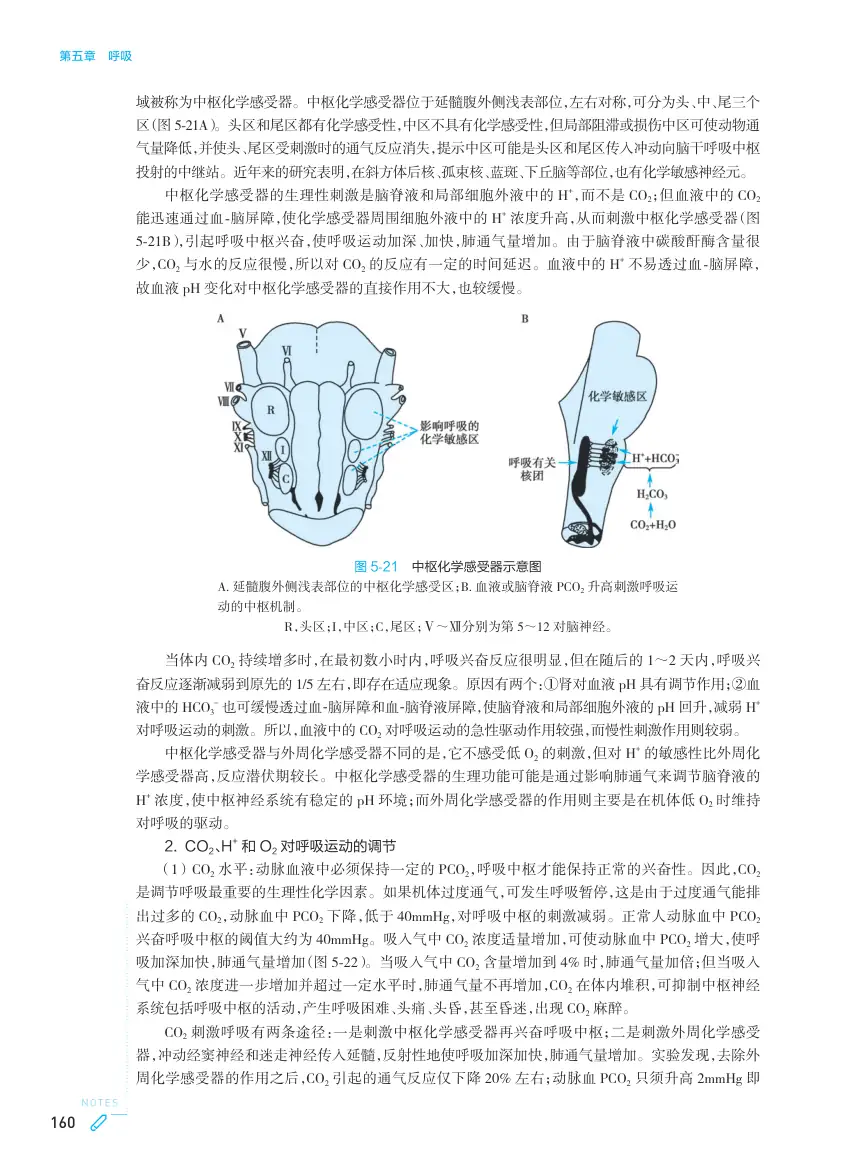 第五章　呼吸
域被称为中枢化学感受器。中枢化学感受器位于延髓腹外侧浅表部位,左右对称,可分为头、中、尾三个
区(图 5-21A)。头区和尾区都有化学感受性,中区不具有化学感受性,但局部阻滞或损伤中区可使动物通
气量降低,并使头、尾区受刺激时的通气反应消失,提示中区可能是头区和尾区传入冲动向脑干呼吸中枢
投射的中继站。近年来的研究表明,在斜方体后核、孤束核、蓝斑、下丘脑等部位,也有化学敏感神经元。
中枢化学感受器的生理性刺激是脑脊液和局部细胞外液中的 H⁺,而不是 CO₂;但血液中的 CO₂
能迅速通过血-脑屏障,使化学感受器周围细胞外液中的 H⁺ 浓度升高,从而刺激中枢化学感受器(图
5-21B),引起呼吸中枢兴奋,使呼吸运动加深、加快,肺通气量增加。由于脑脊液中碳酸酐酶含量很
少,CO₂ 与水的反应很慢,所以对 CO₂ 的反应有一定的时间延迟。血液中的 H⁺ 不易透过血-脑屏障,
故血液 pH 变化对中枢化学感受器的直接作用不大,也较缓慢。
A
B
Ⅴ
Ⅵ
Ⅶ
Ⅷ
Ⅸ
Ⅹ
Ⅺ
Ⅻ
R
I
C
影响呼吸的
化学敏感区
化学敏感区
呼吸有关
核团
H⁺+HCO₃⁻
H₂CO₃
CO₂+H₂O
图 5-21　中枢化学感受器示意图
A. 延髓腹外侧浅表部位的中枢化学感受区;B. 血液或脑脊液 PCO₂ 升高刺激呼吸运
动的中枢机制。
R,头区;I,中区;C,尾区;Ⅴ～Ⅻ分别为第 5～12 对脑神经。
当体内 CO₂ 持续增多时,在最初数小时内,呼吸兴奋反应很明显,但在随后的 1～2 天内,呼吸兴
奋反应逐渐减弱到原先的 1/5 左右,即存在适应现象。原因有两个:①肾对血液 pH 具有调节作用;②血
液中的 HCO₃⁻ 也可缓慢透过血-脑屏障和血-脑脊液屏障,使脑脊液和局部细胞外液的 pH 回升,减弱 H⁺
对呼吸运动的刺激。所以,血液中的 CO₂ 对呼吸运动的急性驱动作用较强,而慢性刺激作用则较弱。
中枢化学感受器与外周化学感受器不同的是,它不感受低 O₂ 的刺激,但对 H⁺ 的敏感性比外周化
学感受器高,反应潜伏期较长。中枢化学感受器的生理功能可能是通过影响肺通气来调节脑脊液的
H⁺ 浓度,使中枢神经系统有稳定的 pH 环境;而外周化学感受器的作用则主要是在机体低 O₂ 时维持
对呼吸的驱动。
2. CO₂、H⁺ 和 O₂ 对呼吸运动的调节
(1)CO₂ 水平:动脉血液中必须保持一定的 PCO₂,呼吸中枢才能保持正常的兴奋性。因此,CO₂
是调节呼吸最重要的生理性化学因素。如果机体过度通气,可发生呼吸暂停,这是由于过度通气能排
出过多的 CO₂,动脉血中 PCO₂ 下降,低于 40mmHg,对呼吸中枢的刺激减弱。正常人动脉血中 PCO₂
兴奋呼吸中枢的阈值大约为 40mmHg。吸入气中 CO₂ 浓度适量增加,可使动脉血中 PCO₂ 增大,使呼
吸加深加快,肺通气量增加(图 5-22)。当吸入气中 CO₂ 含量增加到 4% 时,肺通气量加倍;但当吸入
气中 CO₂ 浓度进一步增加并超过一定水平时,肺通气量不再增加,CO₂ 在体内堆积,可抑制中枢神经
系统包括呼吸中枢的活动,产生呼吸困难、头痛、头昏,甚至昏迷,出现 CO₂ 麻醉。
CO₂ 刺激呼吸有两条途径:一是刺激中枢化学感受器再兴奋呼吸中枢;二是刺激外周化学感受
器,冲动经窦神经和迷走神经传入延髓,反射性地使呼吸加深加快,肺通气量增加。实验发现,去除外
周化学感受器的作用之后,CO₂ 引起的通气反应仅下降 20% 左右;动脉血 PCO₂ 只须升高 2mmHg 即
NOTES
160